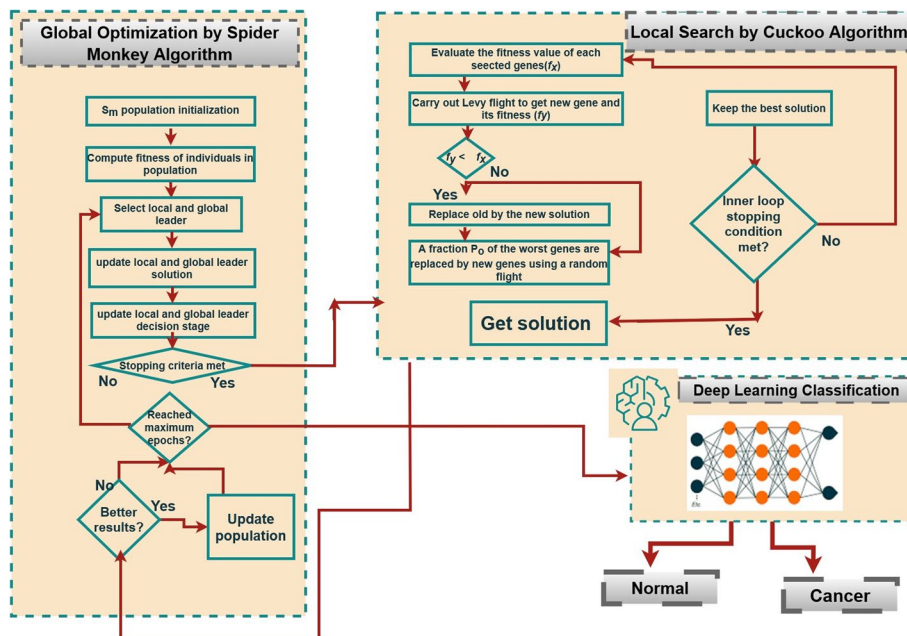 Global Optimization by Spider
Monkey Algorithm
Sm population initialization
Compute fitness of individuals in
population
Select local and global
leader
update local and global leader
solution
update local and global leader
decision stage
Stopping criteria met
No
Yes
Reached
maximum
epochs?
No
Better
results?
Yes
Update
population
Local Search by Cuckoo Algorithm
Evaluate the fitness value of each
seected genes(fx)
Carry out Levy flight to get new gene and
its fitness (fy)
fy < fx
No
Yes
Replace old by the new solution
A fraction Po of the worst genes are
replaced by new genes using a random
flight
Keep the best solution
Inner loop
stopping
condition
met?
No
Yes
Get solution
Deep Learning Classification
Normal
Cancer